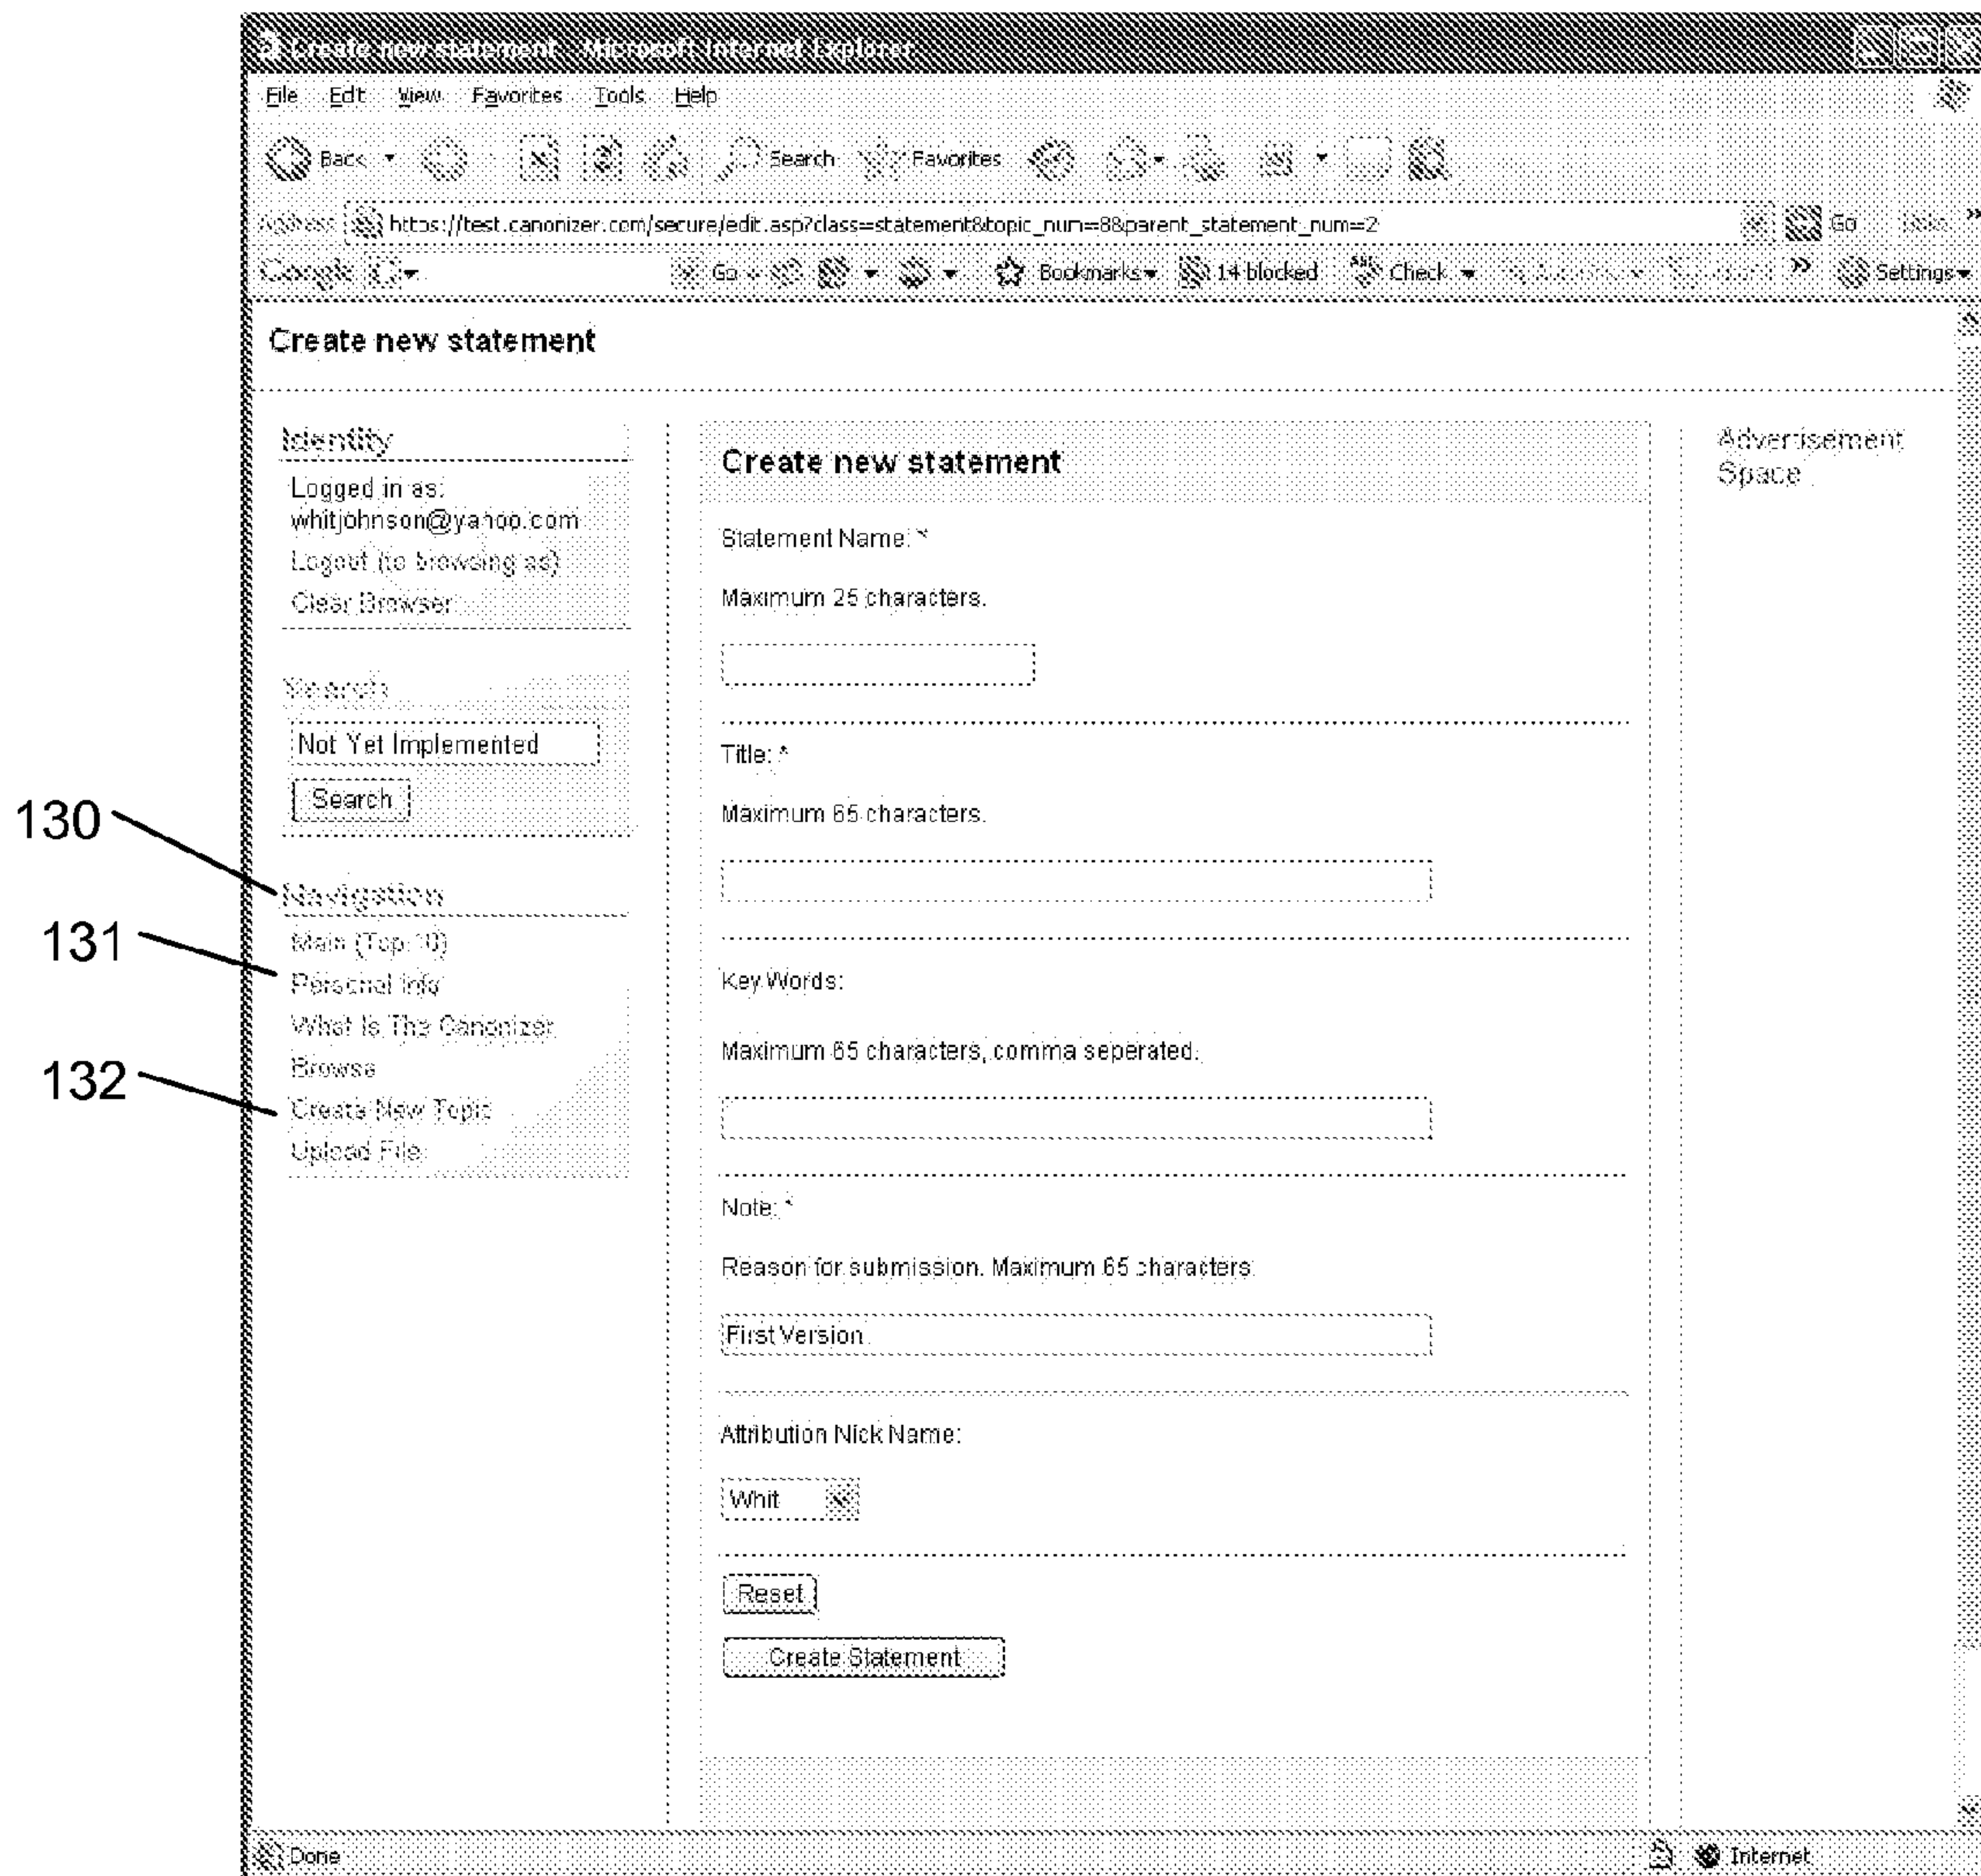 Create new statement - Microsoft Internet Explorer
File Edit View Favorites Tools Help
Back Search Favorites
Address https://test.canonizer.com/secure/edit.asp?class=statement&topic_num=8&parent_statement_num=2 Go Links »
Google Go Bookmarks 14 blocked Check » Settings
Create new statement
Identity
Logged in as:
whitjohnson@yahoo.com
Logout (to browsing as)
Clear Browser
Search
Not Yet Implemented
Search
130
Navigation
131
Main (Top 10)
Personal Info
What Is The Canonizer
132
Browse
Create New Topic
Upload File
Create new statement
Statement Name: *
Maximum 25 characters.
Title: *
Maximum 65 characters.
Key Words:
Maximum 65 characters, comma seperated.
Note: *
Reason for submission. Maximum 65 characters.
First Version
Attribution Nick Name:
Whit
Reset
Create Statement
Advertisement
Space
Done Internet